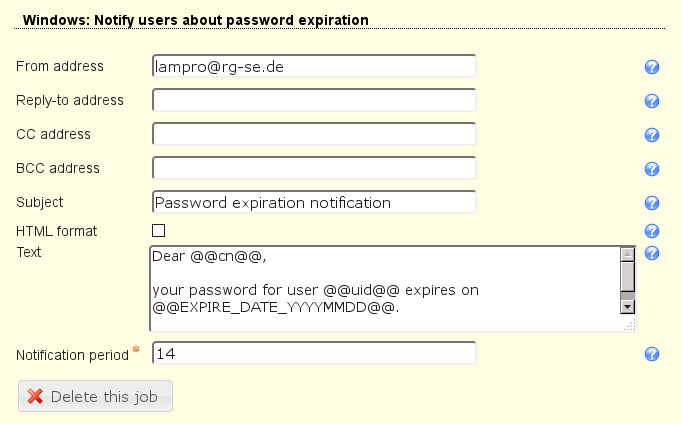 Windows: Notify users about password expiration
From address lampro@rg-se.de
Reply-to address
CC address
BCC address
Subject Password expiration notification
HTML format
Text Dear @@cn@@,
your password for user @@uid@@ expires on
@@EXPIRE_DATE_YYYYMMDD@@.
Notification period * 14
Delete this job